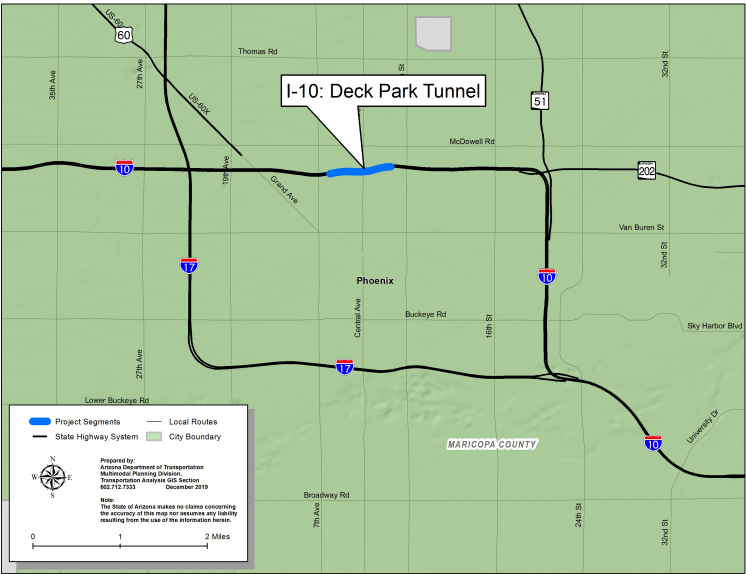 US-60
60
Thomas Rd
35th Ave
27th Ave
32nd St
US-60X
I-10: Deck Park Tunnel
51
McDowell Rd
10
19th Ave
202
Grand Ave
Van Buren St
32nd St
17
10
Phoenix
Central Ave
Buckeye Rd
16th St
Sky Harbor Blvd
27th Ave
17
Lower Buckeye Rd
University Dr
MARICOPA COUNTY
10
Broadway Rd
7th Ave
24th St
32nd St
Project Segments
Local Routes
State Highway System
City Boundary
N
W E
S
Prepared by:
Arizona Department of Transportation
Multimodal Planning Division,
Transportation Analysis GIS Section
602.712.7333 December 2019
Note:
The State of Arizona makes no claims concerning
the accuracy of this map nor assumes any liability
resulting from the use of the information herein.
0 1 2 Miles